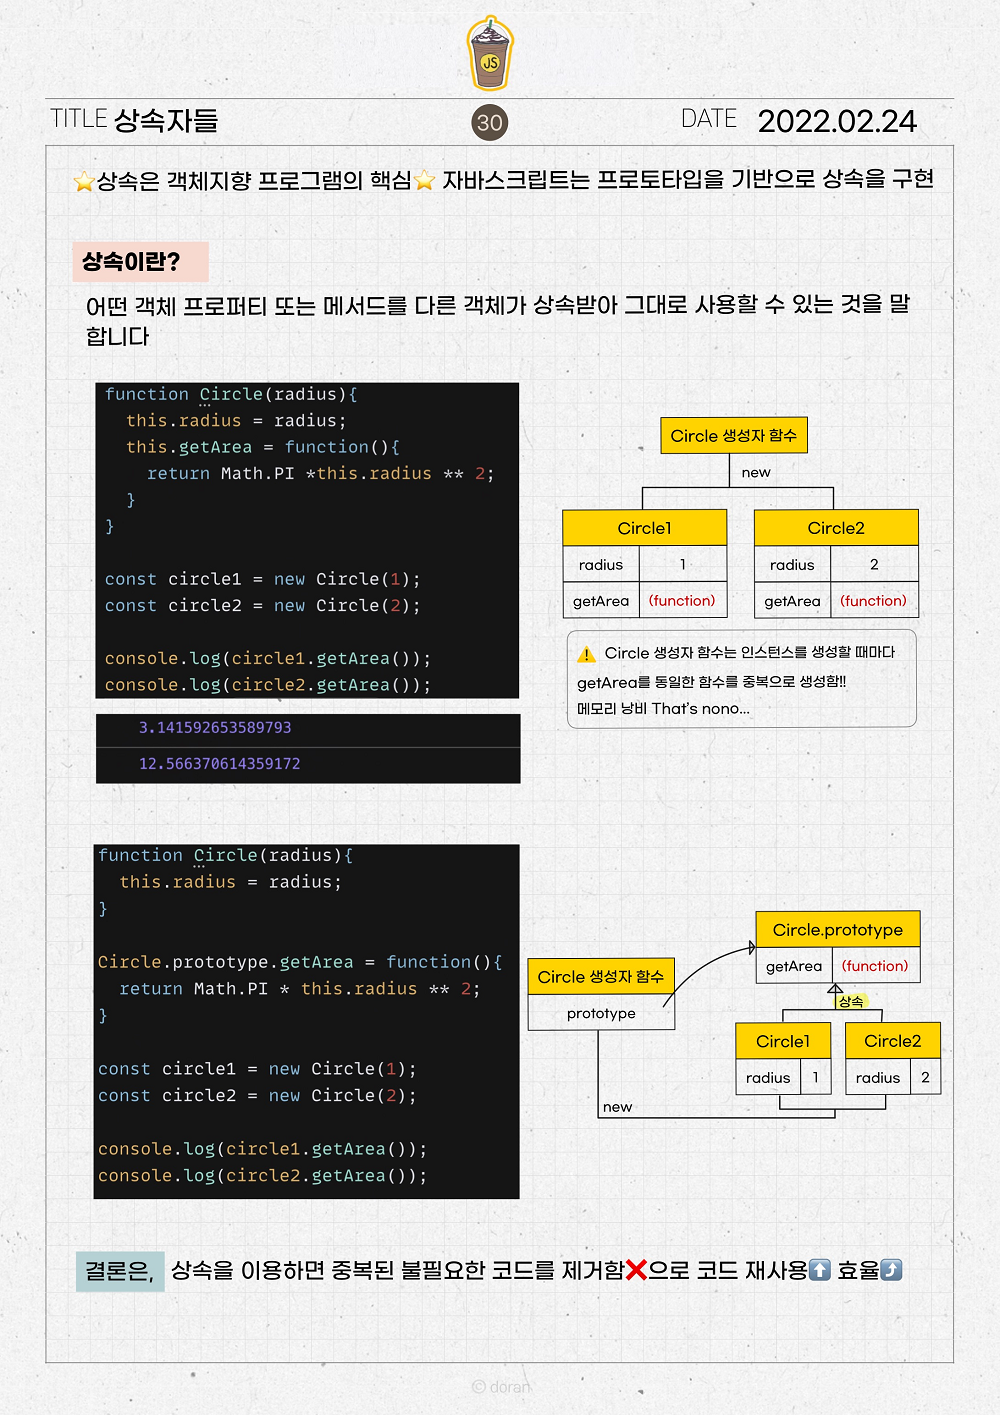 JS
TITLE 상속자들 30 DATE 2022.02.24
⭐상속은 객체지향 프로그램의 핵심⭐ 자바스크립트는 프로토타입을 기반으로 상속을 구현
상속이란?
어떤 객체 프로퍼티 또는 메서드를 다른 객체가 상속받아 그대로 사용할 수 있는 것을 말
합니다
function Circle(radius){
  this.radius = radius;
  this.getArea = function(){
    return Math.PI *this.radius ** 2;
  }
}
const circle1 = new Circle(1);
const circle2 = new Circle(2);
console.log(circle1.getArea());
console.log(circle2.getArea());
3.141592653589793
12.566370614359172
Circle 생성자 함수
new
Circle1
radius 1
getArea (function)
Circle2
radius 2
getArea (function)
⚠️ Circle 생성자 함수는 인스턴스를 생성할 때마다
getArea를 동일한 함수를 중복으로 생성함!!
메모리 낭비 That's nono...
function Circle(radius){
  this.radius = radius;
}
Circle.prototype.getArea = function(){
  return Math.PI * this.radius ** 2;
}
const circle1 = new Circle(1);
const circle2 = new Circle(2);
console.log(circle1.getArea());
console.log(circle2.getArea());
Circle 생성자 함수
prototype
new
Circle.prototype
getArea (function)
상속
Circle1
radius 1
Circle2
radius 2
결론은, 상속을 이용하면 중복된 불필요한 코드를 제거함❌으로 코드 재사용⬆️ 효율⤴️
© doran